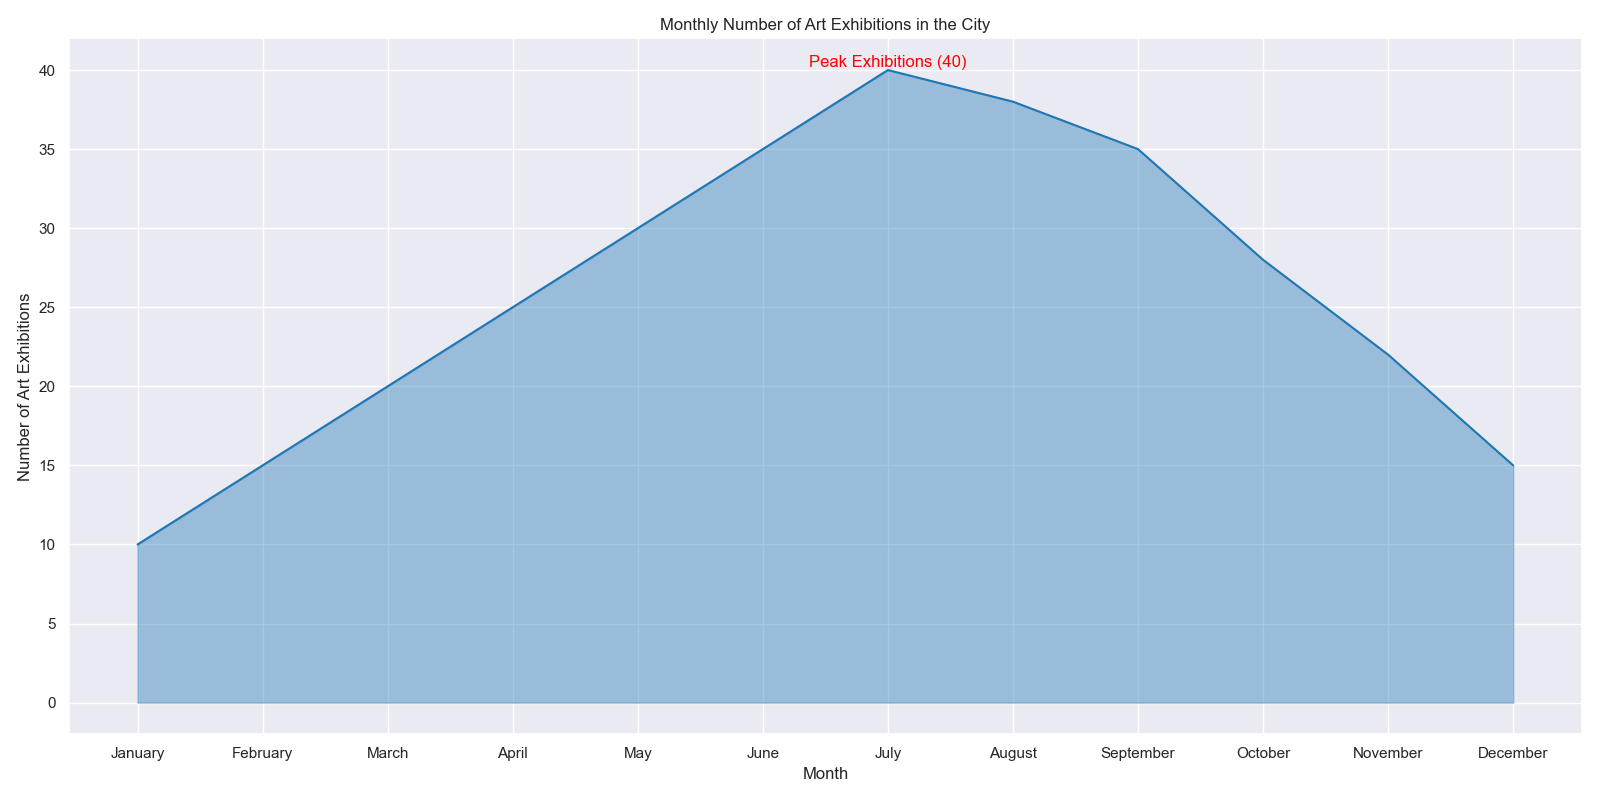 Monthly Number of Art Exhibitions in the City
Peak Exhibitions (40)
40
35
30
25
20
15
10
5
0
Number of Art Exhibitions
January February March April May June July August September October November December
Month